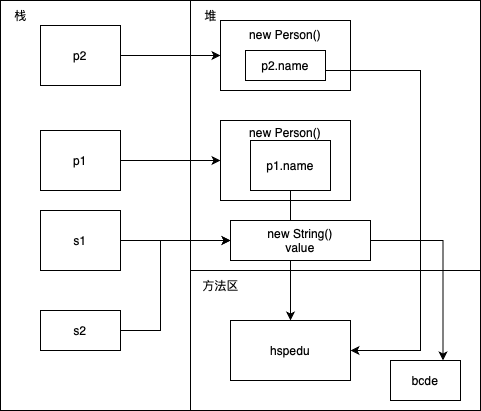 栈
堆
p2
new Person()
p2.name
p1
new Person()
p1.name
s1
new String()
value
方法区
s2
hspedu
bcde